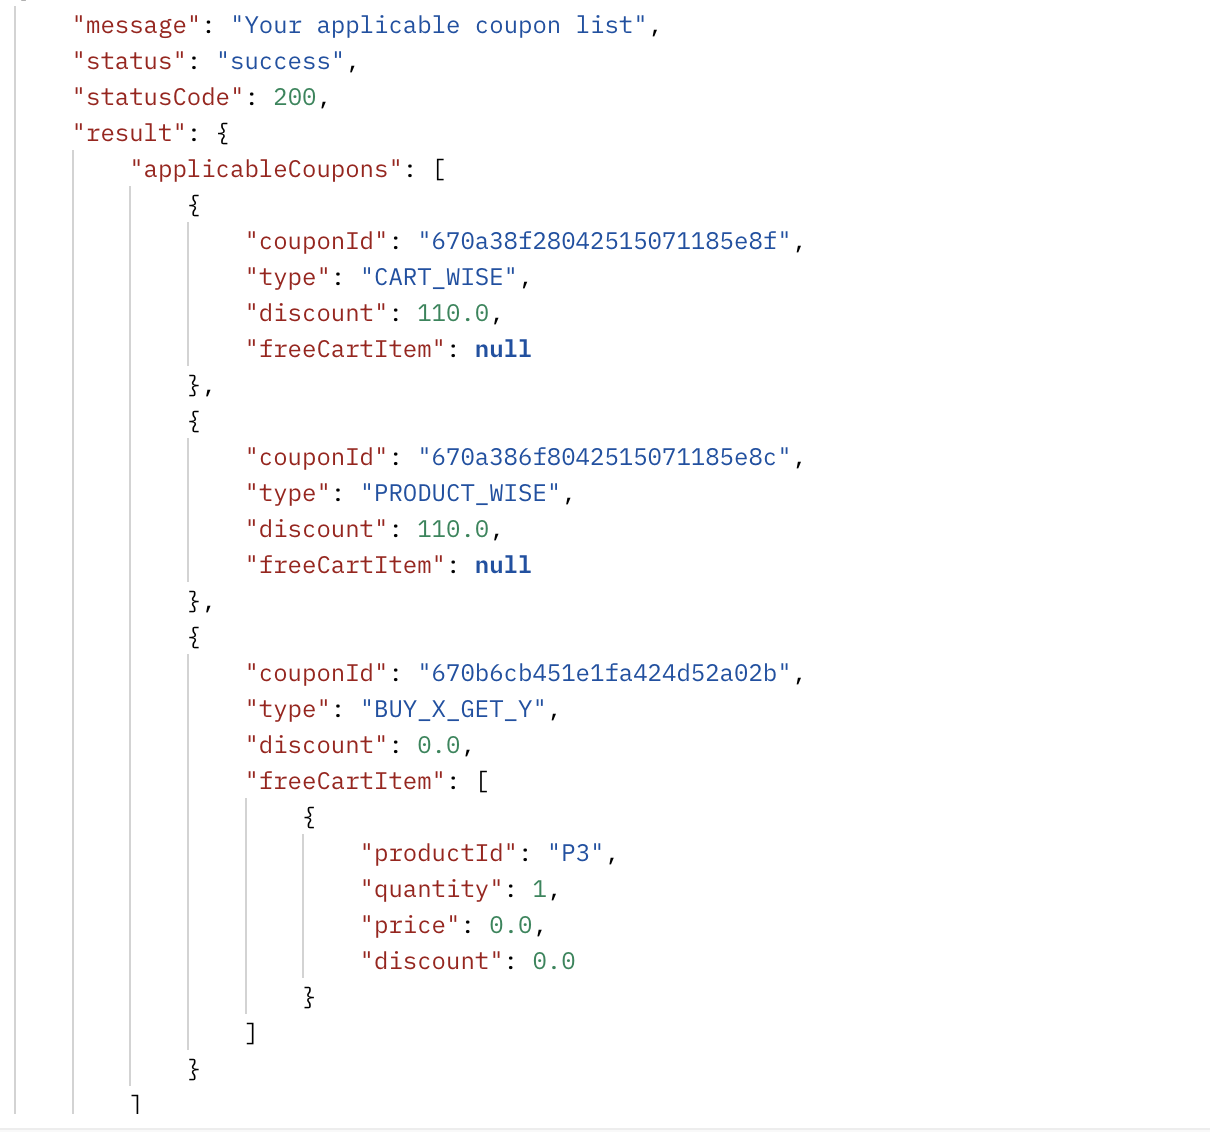 "message": "Your applicable coupon list",
"status": "success",
"statusCode": 200,
"result": {
"applicableCoupons": [
{
"couponId": "670a38f28042515071185e8f",
"type": "CART_WISE",
"discount": 110.0,
"freeCartItem": null
},
{
"couponId": "670a386f8042515071185e8c",
"type": "PRODUCT_WISE",
"discount": 110.0,
"freeCartItem": null
},
{
"couponId": "670b6cb451e1fa424d52a02b",
"type": "BUY_X_GET_Y",
"discount": 0.0,
"freeCartItem": [
{
"productId": "P3",
"quantity": 1,
"price": 0.0,
"discount": 0.0
}
]
}
]